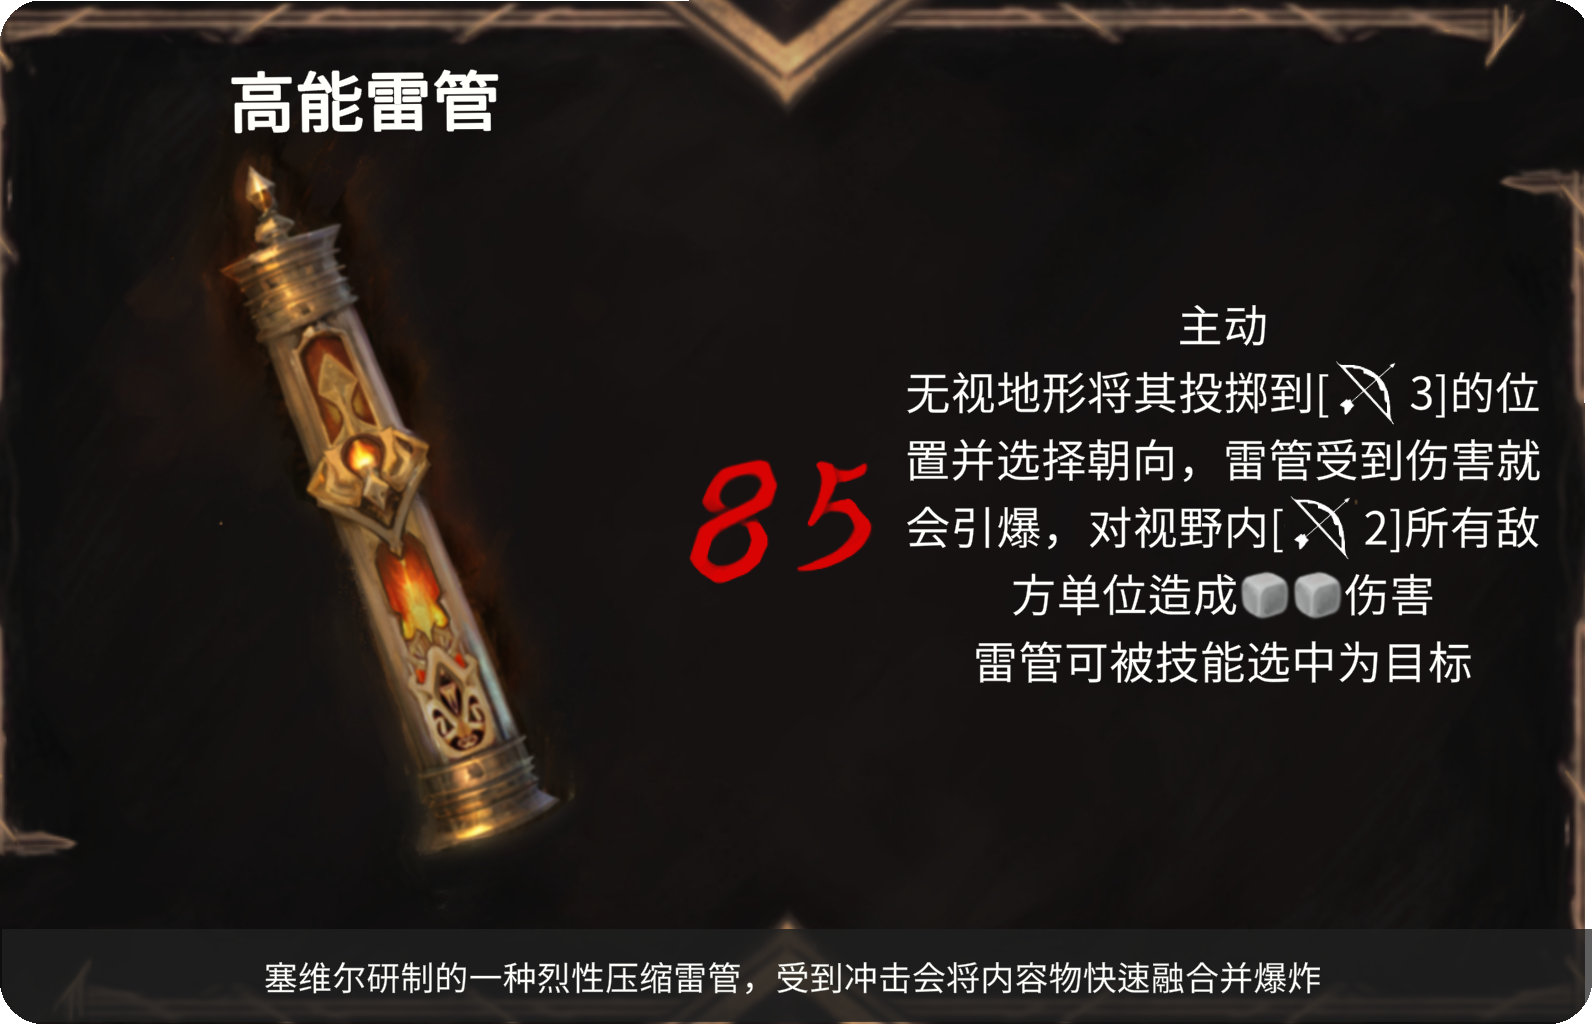 高能雷管
85
主动
无视地形将其投掷到[ 3]的位
置并选择朝向，雷管受到伤害就
会引爆，对视野内[ 2]所有敌
方单位造成伤害
雷管可被技能选中为目标
塞维尔研制的一种烈性压缩雷管，受到冲击会将内容物快速融合并爆炸